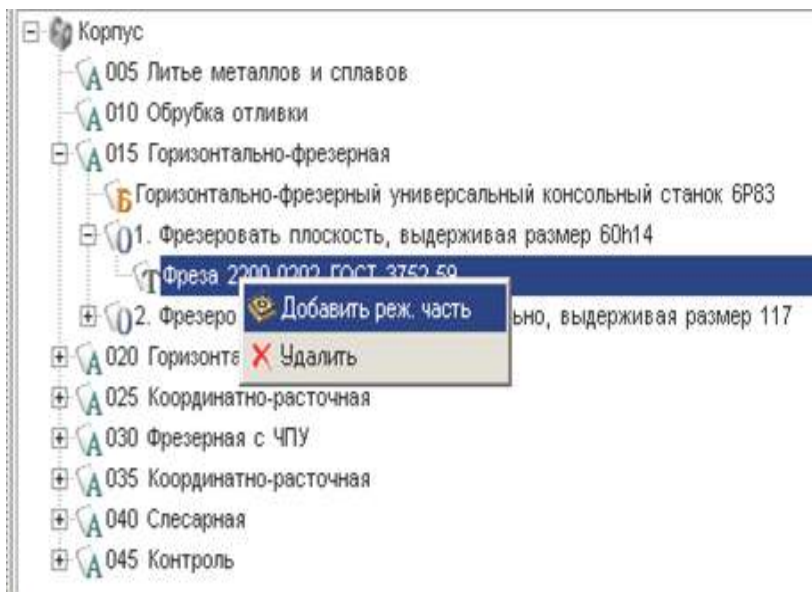 Корпус
А 005 Литье металлов и сплавов
А 010 Обрубка отливки
А 015 Горизонтально-фрезерная
Б Горизонтально-фрезерный универсальный консольный станок 6Р83
О 1. Фрезеровать плоскость, выдерживая размер 60h14
Т Фреза 2200-0202 ГОСТ 3752-59
Добавить реж. часть
О 2. Фрезеро ьно, выдерживая размер 117
Удалить
А 020 Горизонта
А 025 Координатно-расточная
А 030 Фрезерная с ЧПУ
А 035 Координатно-расточная
А 040 Слесарная
А 045 Контроль